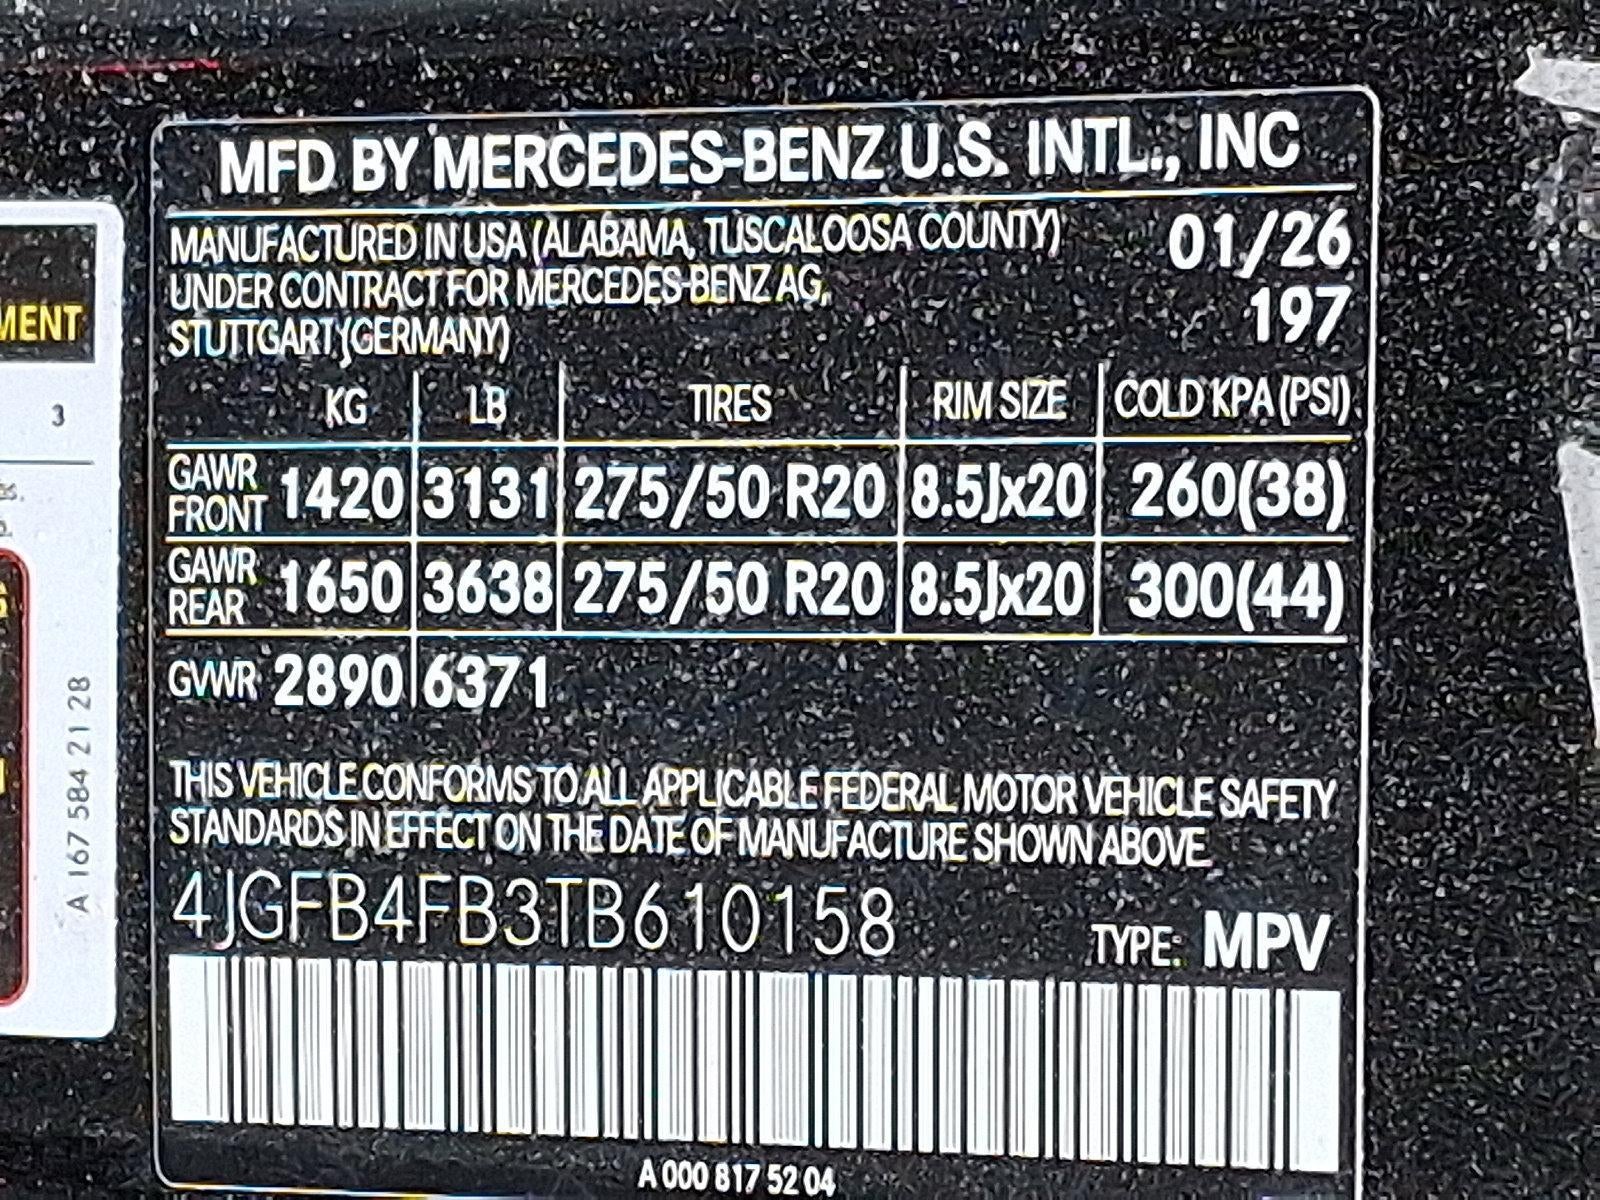 MFD BY MERCEDES-BENZ U.S. INTL., INC
MANUFACTURED IN USA (ALABAMA, TUSCALOOSA COUNTY) 01/26
UNDER CONTRACT FOR MERCEDES-BENZ AG,
STUTTGART (GERMANY) 197
KG LB TIRES RIM SIZE COLD KPA (PSI)
GAWR FRONT 1420 3131 275/50 R20 8.5Jx20 260(38)
GAWR REAR 1650 3638 275/50 R20 8.5Jx20 300(44)
GVWR 2890 6371
THIS VEHICLE CONFORMS TO ALL APPLICABLE FEDERAL MOTOR VEHICLE SAFETY
STANDARDS IN EFFECT ON THE DATE OF MANUFACTURE SHOWN ABOVE.
4JGFB4FB3TB610158 TYPE: MPV
A 000 817 52 04
MENT
3
A 167 584 21 28